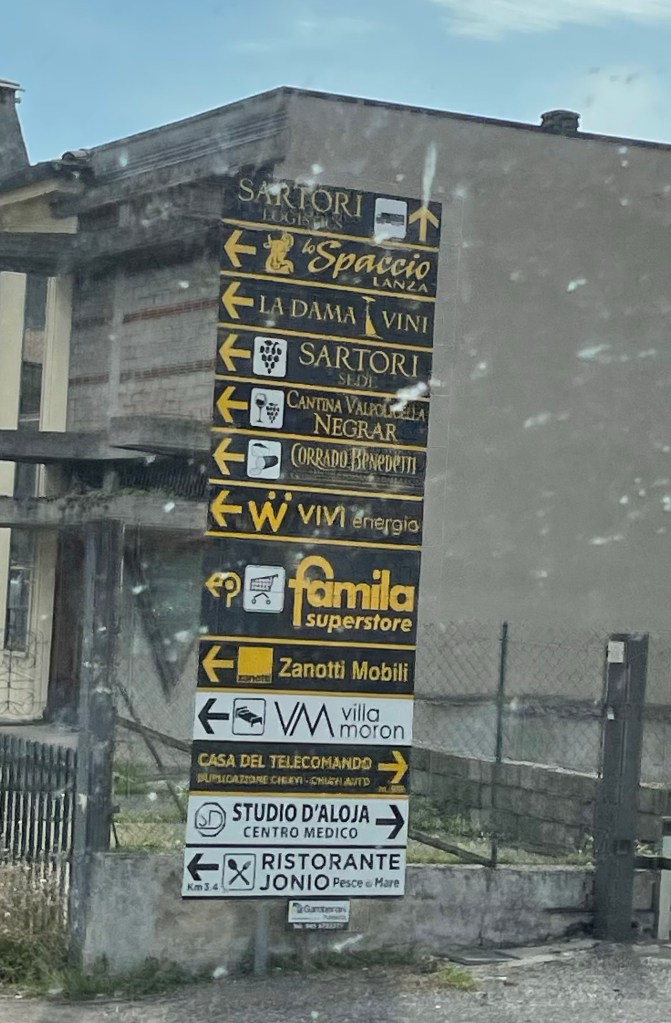 SARTORI
LOGISTICS
lo Spaccio
LANZA
LA DAMA VINI
SARTORI
SEDE
CANTINA VALPOLICELLA
NEGRAR
CORRADO BENEDETTI
VIVI energia
famila
superstore
zanotti Zanotti Mobili
VM villa
moron
CASA DEL TELECOMANDO
DUPLICAZIONE CHIAVI - CHIAVI AUTO
SD STUDIO D'ALOJA
CENTRO MEDICO
RISTORANTE
Km 3.4 JONIO Pesce di Mare